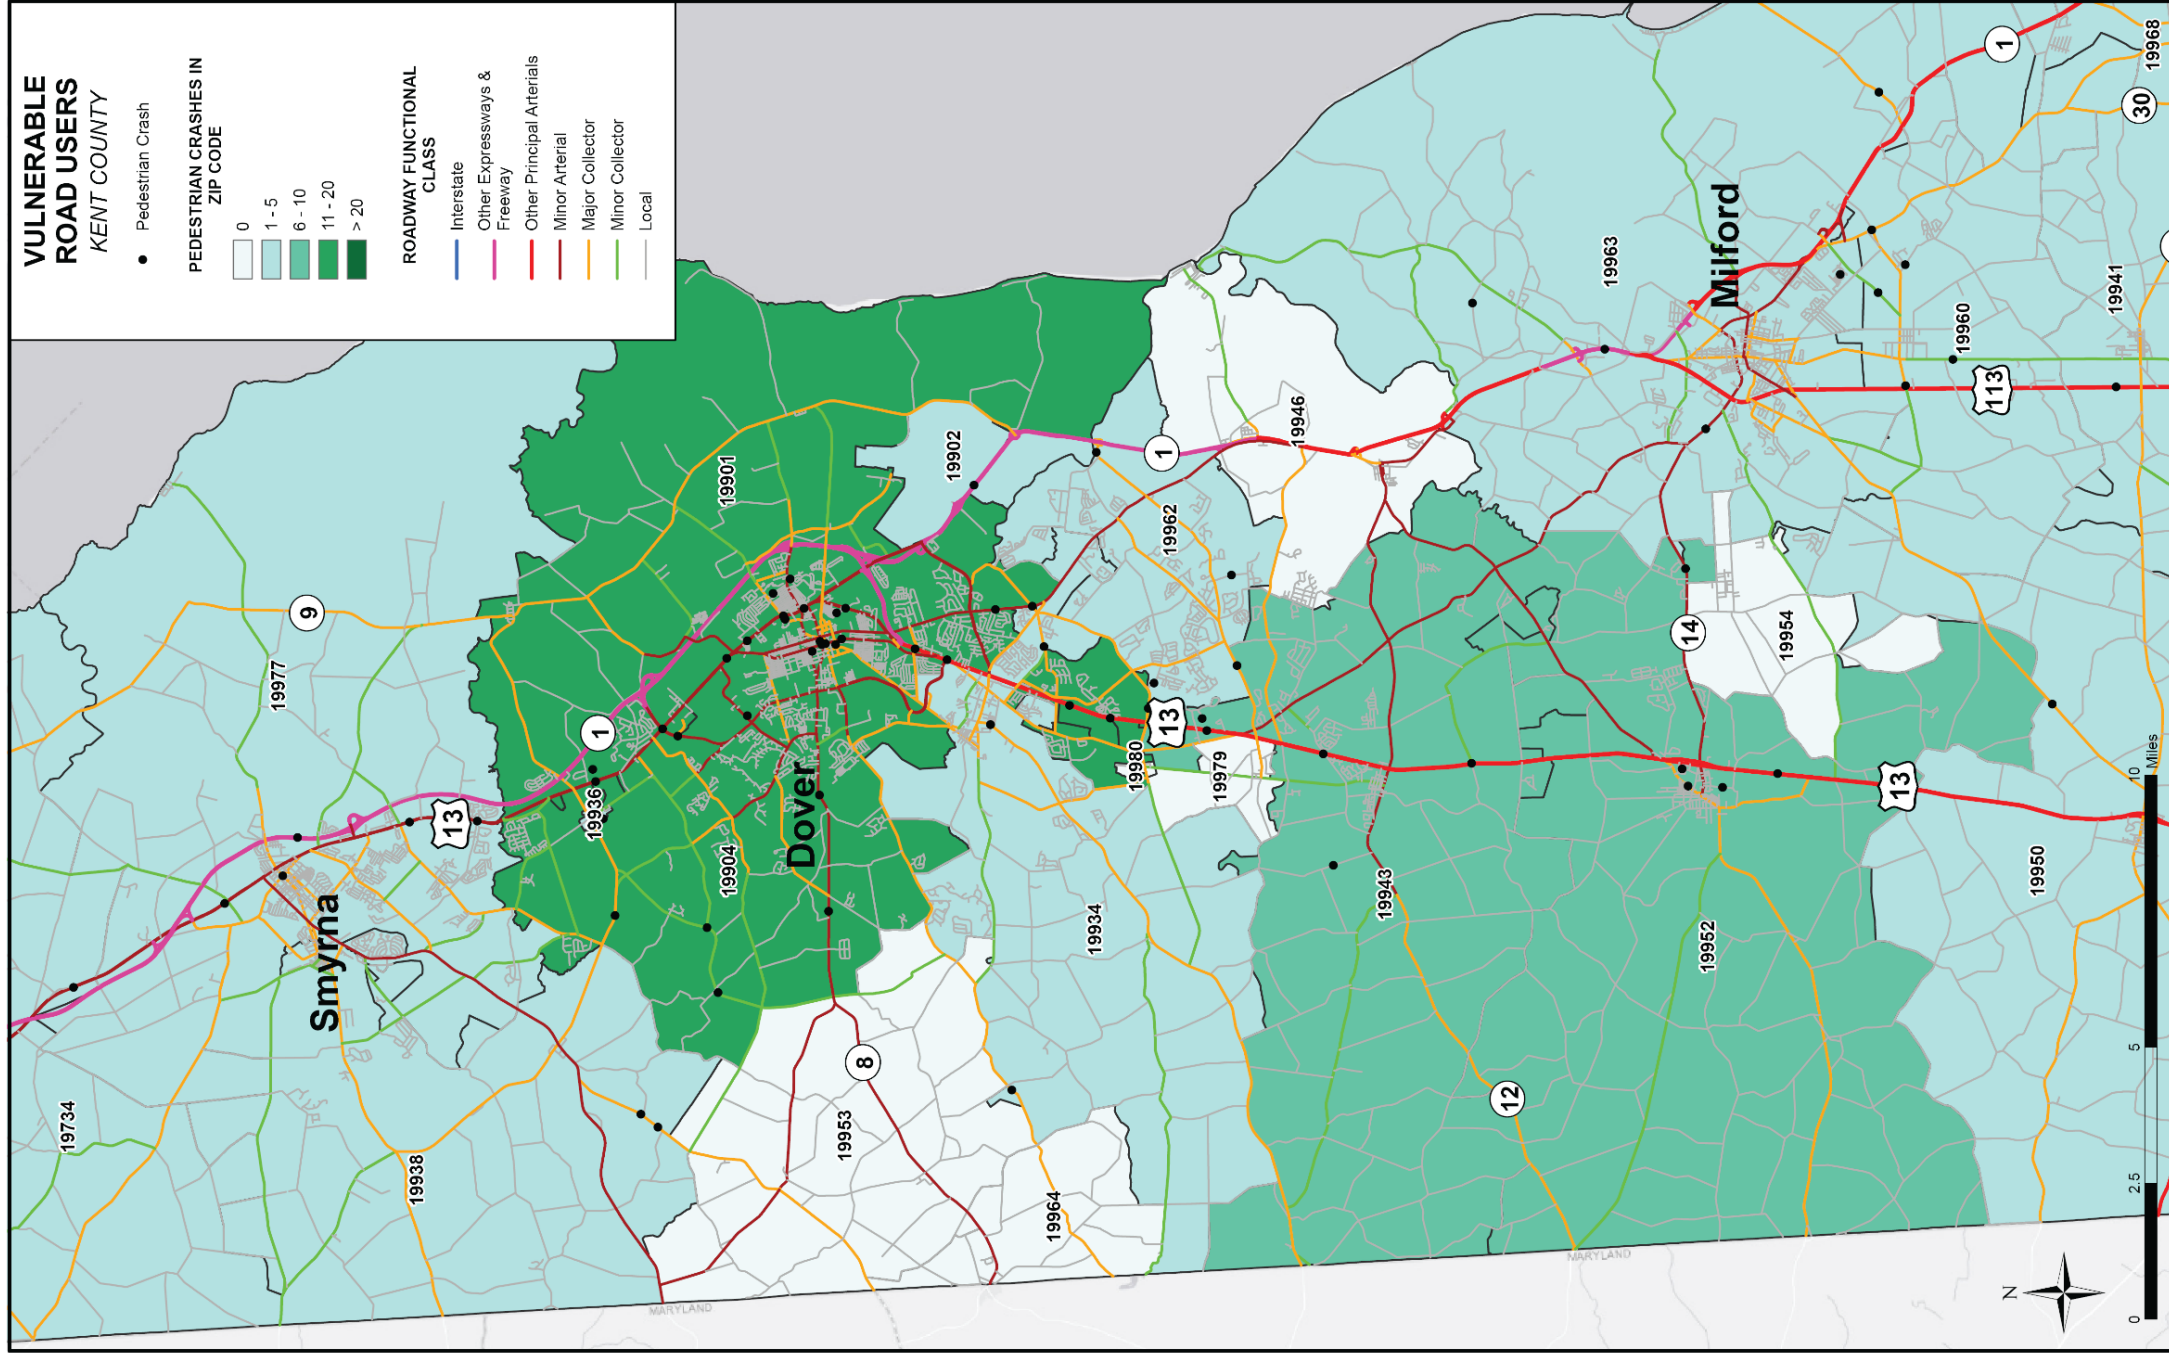 VULNERABLE
ROAD USERS
KENT COUNTY
Pedestrian Crash
PEDESTRIAN CRASHES IN
ZIP CODE
0
1 - 5
6 - 10
11 - 20
> 20
ROADWAY FUNCTIONAL
CLASS
Interstate
Other Expressways &
Freeway
Other Principal Arterials
Minor Arterial
Major Collector
Minor Collector
Local
19734
19977
9
Smyrna
13
19938
1
19936
19901
19904
Dover
19902
8
19953
19964
19934
19980
13
1
19962
19979
19946
19943
12
19952
19963
Milford
14
19954
113
19960
13
19950
19941
1
30
19968
MARYLAND
MARYLAND
N
0
2.5
5
10
Miles